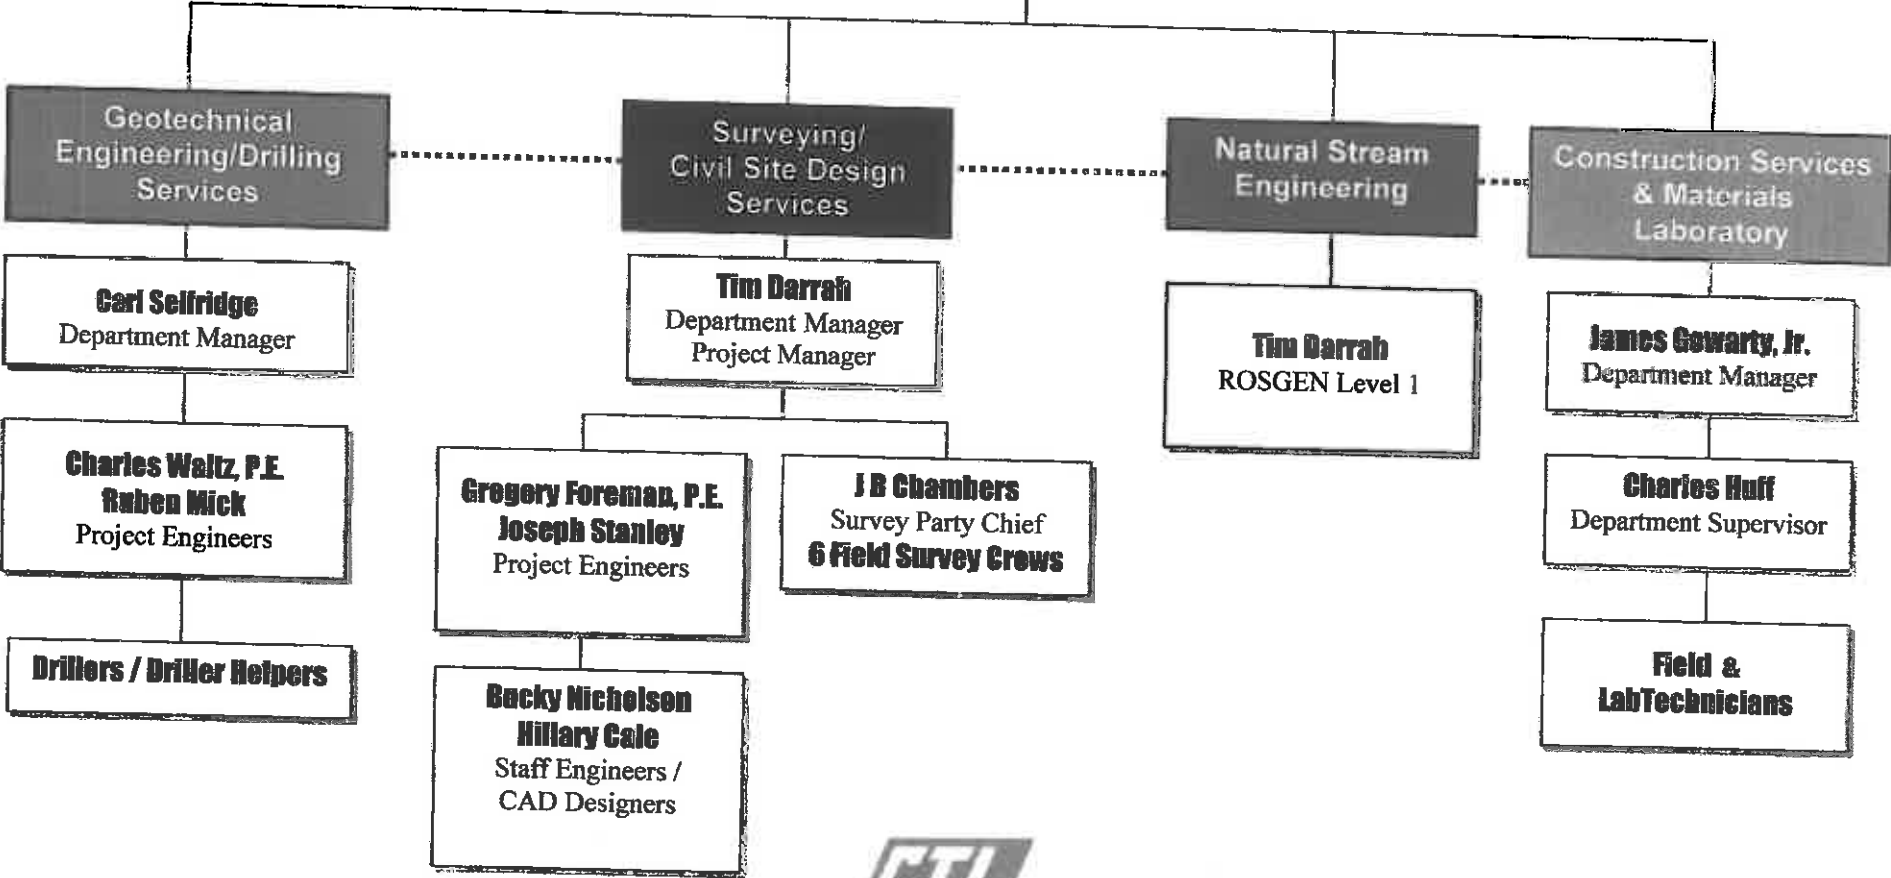 Geotechnical
Engineering/Drilling
Services
Surveying/
Civil Site Design
Services
Natural Stream
Engineering
Construction Services
& Materials
Laboratory
Carl Selfridge
Department Manager
Tim Darrah
Department Manager
Project Manager
Tim Darrah
ROSGEN Level 1
James Gowarty, Jr.
Department Manager
Charles Waltz, P.E.
Ruben Mick
Project Engineers
Gregory Foreman, P.E.
Joseph Stanley
Project Engineers
J B Chambers
Survey Party Chief
6 Field Survey Crews
Charles Huff
Department Supervisor
Drillers / Driller Helpers
Bucky Nicholson
Hillary Cale
Staff Engineers /
CAD Designers
Field &
LabTechnicians
CTL